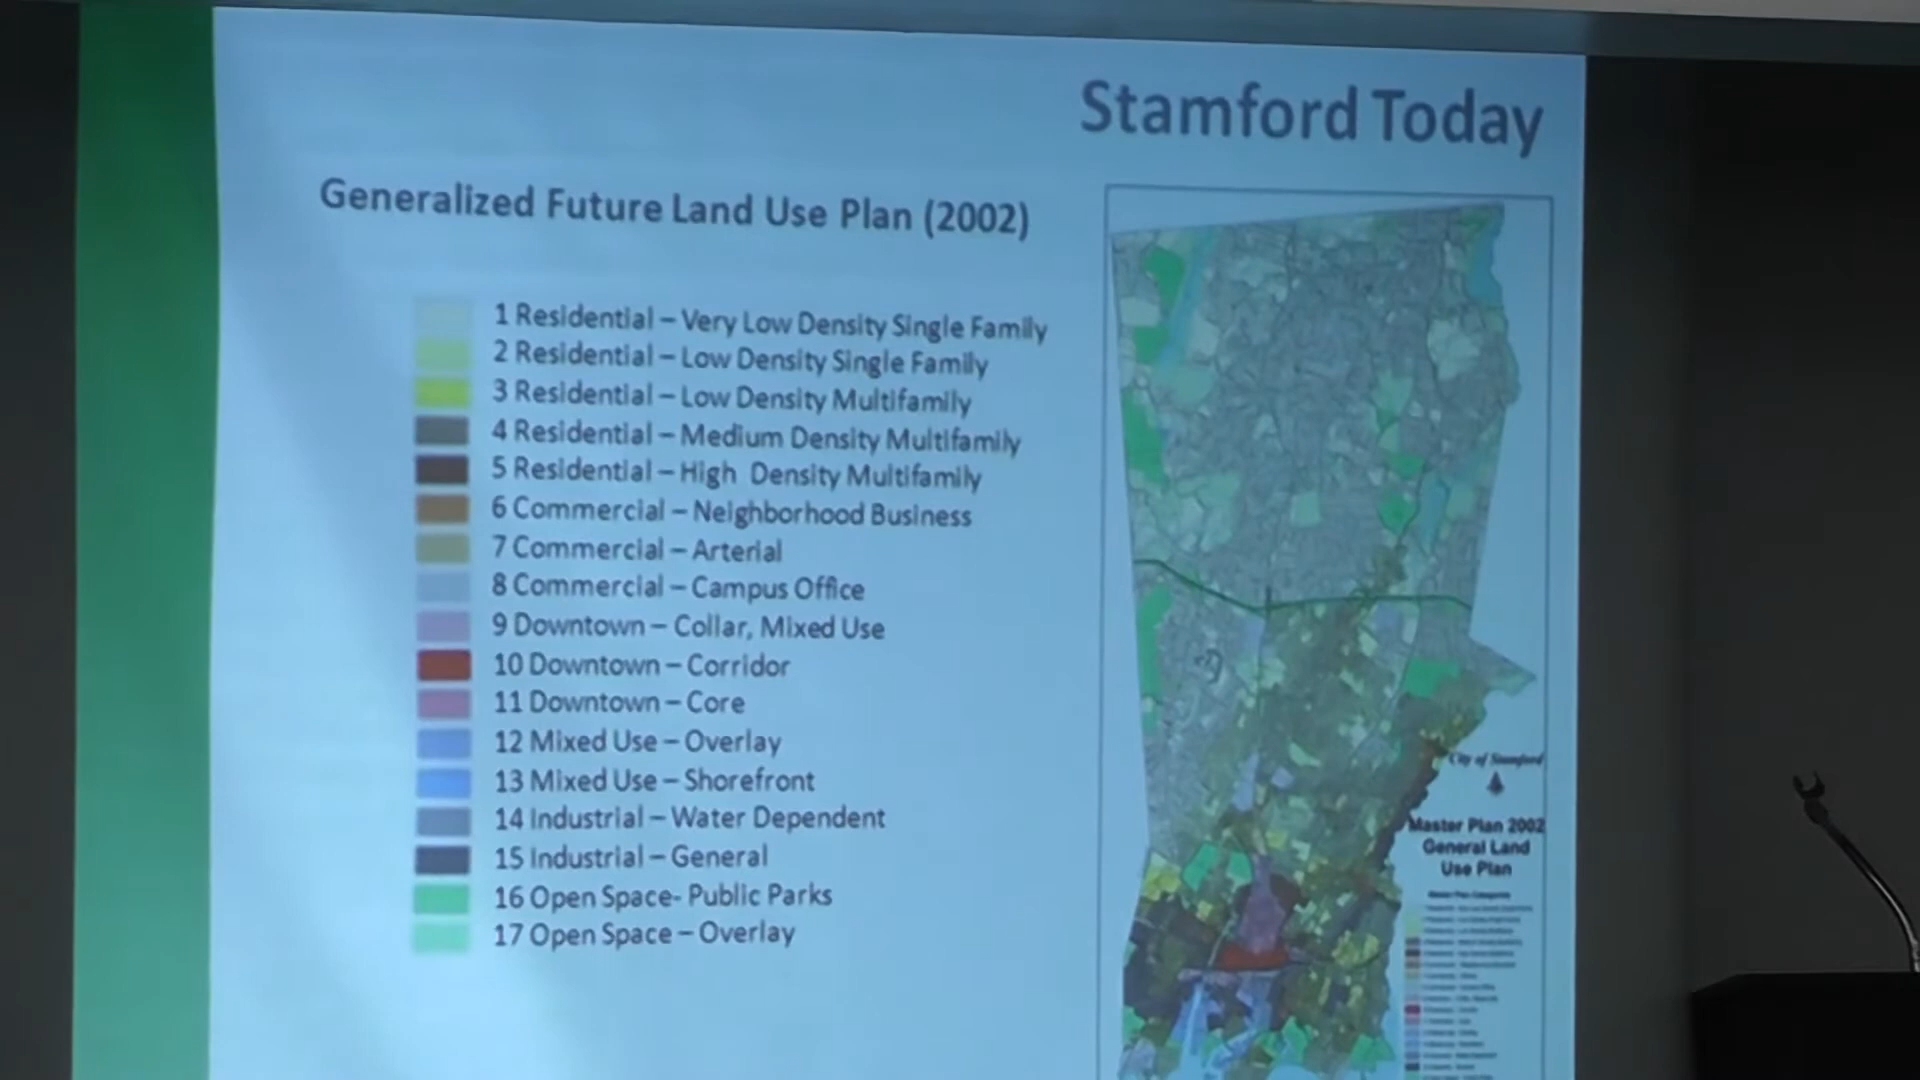 Stamford Today
Generalized Future Land Use Plan (2002)
1 Residential – Very Low Density Single Family
2 Residential – Low Density Single Family
3 Residential – Low Density Multifamily
4 Residential – Medium Density Multifamily
5 Residential – High Density Multifamily
6 Commercial – Neighborhood Business
7 Commercial – Arterial
8 Commercial – Campus Office
9 Downtown – Collar, Mixed Use
10 Downtown – Corridor
11 Downtown – Core
12 Mixed Use – Overlay
13 Mixed Use – Shorefront
14 Industrial – Water Dependent
15 Industrial – General
16 Open Space- Public Parks
17 Open Space – Overlay
City of Stamford
Master Plan 2002
General Land
Use Plan